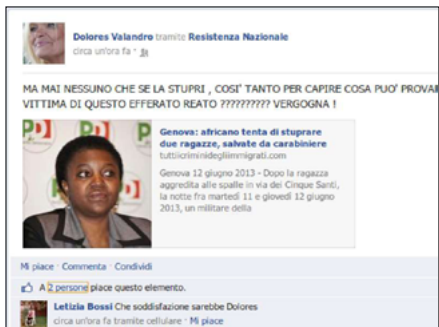 Dolores Valandro tramite Resistenza Nazionale
circa un'ora fa ·
MA MAI NESSUNO CHE SE LA STUPRI , COSI' TANTO PER CAPIRE COSA PUO' PROVAR
VITTIMA DI QUESTO EFFERATO REATO ?????????? VERGOGNA !
PD
PD
Genova: africano tenta di stuprare
due ragazze, salvate da carabiniere
tuttiicriminidegliimmigrati.com
Genova 12 giugno 2013 - Dopo la ragazza
aggredita alle spalle in via dei Cinque Santi,
la notte fra martedì 11 e giovedì 12 giugno
2013, un militare della
Mi piace · Commenta · Condividi
A 2 persone piace questo elemento.
Letizia Bossi Che soddisfazione sarebbe Dolores
circa un'ora fa tramite cellulare · Mi piace